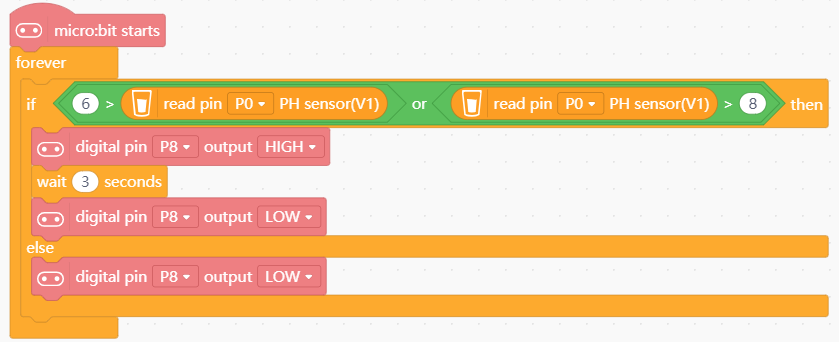 micro:bit starts
forever
if 6 > read pin P0 PH sensor(V1) or read pin P0 PH sensor(V1) > 8 then
digital pin P8 output HIGH
wait 3 seconds
digital pin P8 output LOW
else
digital pin P8 output LOW